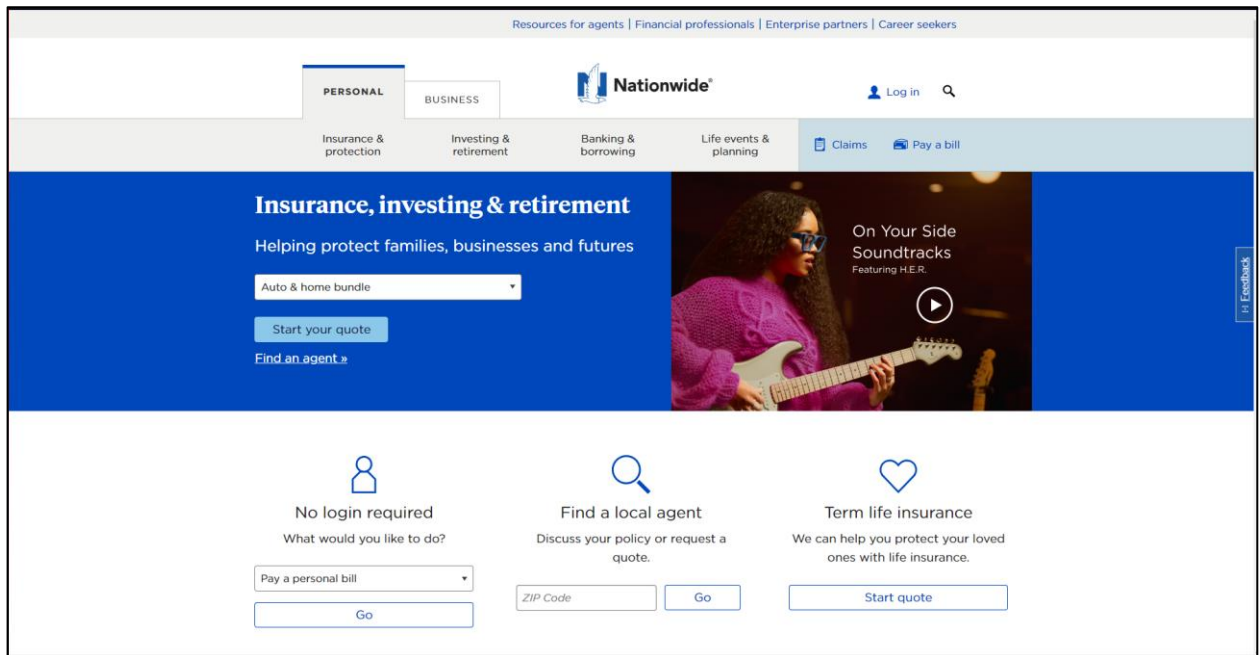 Resources for agents | Financial professionals | Enterprise partners | Career seekers
PERSONAL
BUSINESS
Nationwide®
Log in
Insurance &
protection
Investing &
retirement
Banking &
borrowing
Life events &
planning
Claims
Pay a bill
Insurance, investing & retirement
Helping protect families, businesses and futures
Auto & home bundle
Start your quote
Find an agent »
On Your Side
Soundtracks
Featuring H.E.R.
Feedback
No login required
What would you like to do?
Pay a personal bill
Go
Find a local agent
Discuss your policy or request a
quote.
ZIP Code
Go
Term life insurance
We can help you protect your loved
ones with life insurance.
Start quote